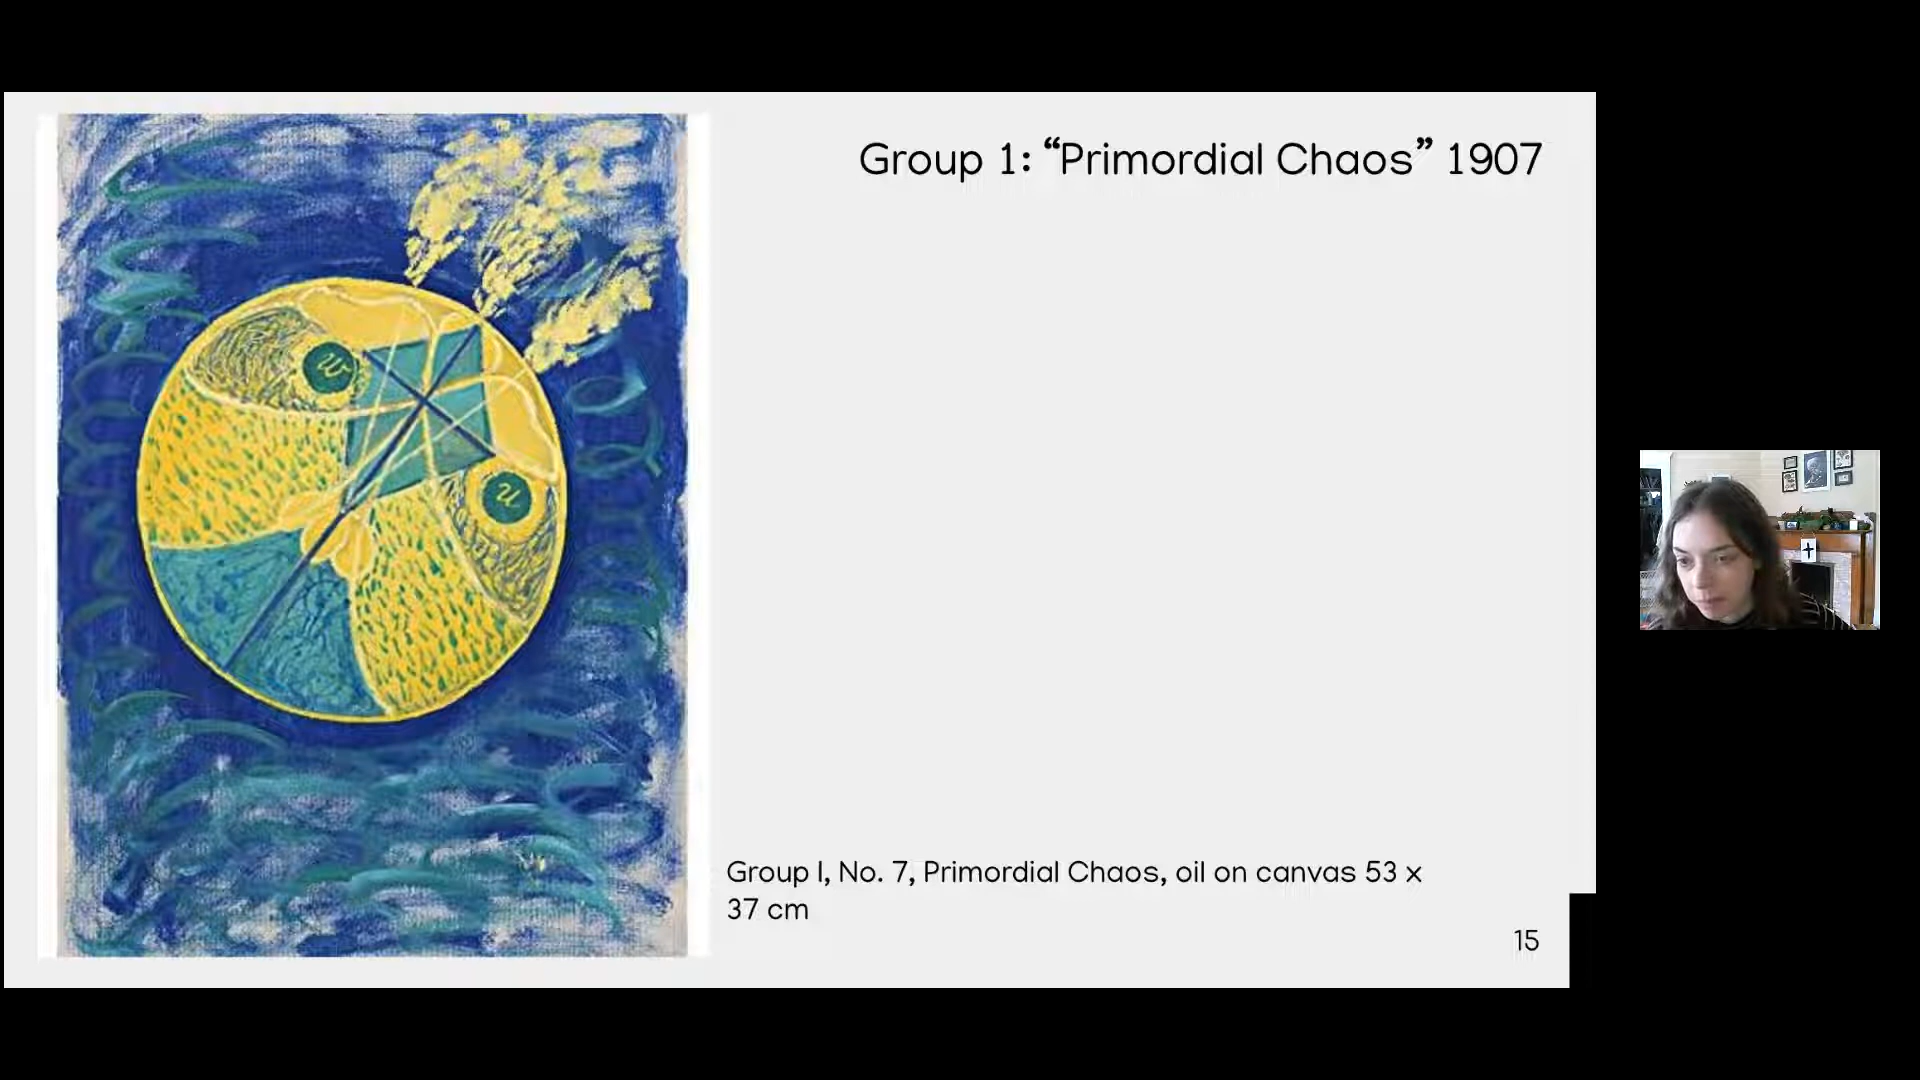 Group 1: “Primordial Chaos” 1907
w
u
Group I, No. 7, Primordial Chaos, oil on canvas 53 x
37 cm
15